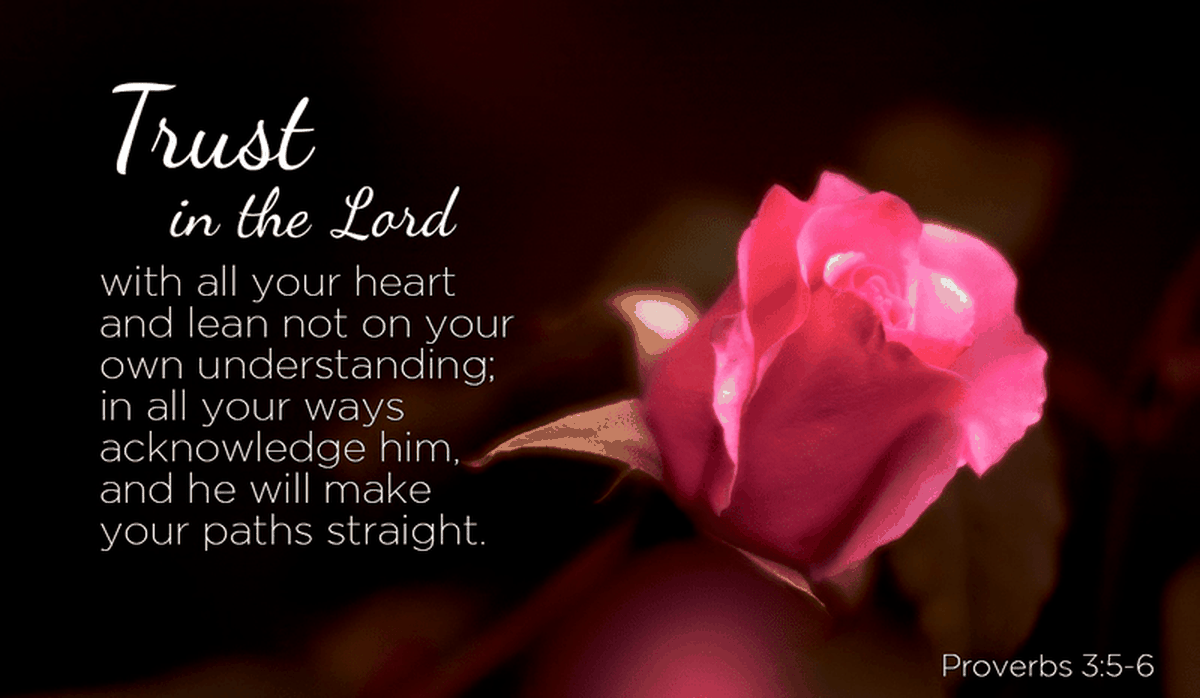 Trust
in the Lord
with all your heart
and lean not on your
own understanding;
in all your ways
acknowledge him,
and he will make
your paths straight.
Proverbs 3:5-6